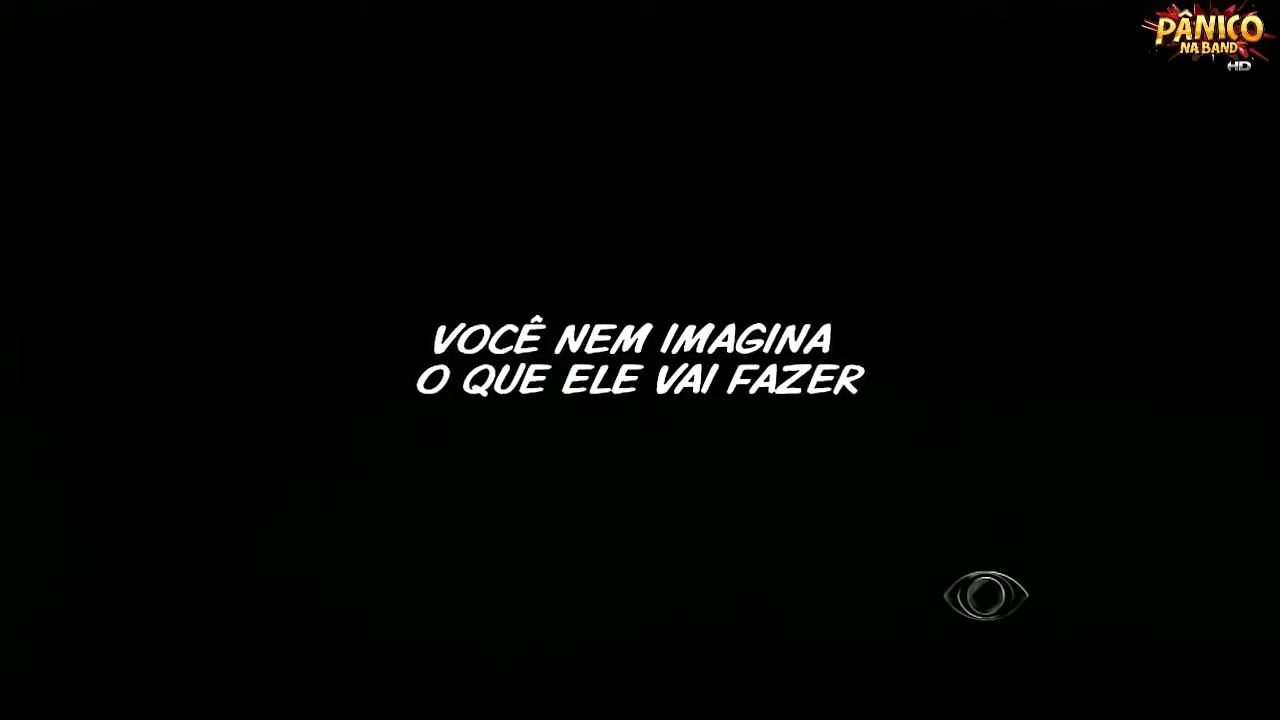 PÂNICO
NA BAND
HD
VOCÊ NEM IMAGINA
O QUE ELE VAI FAZER